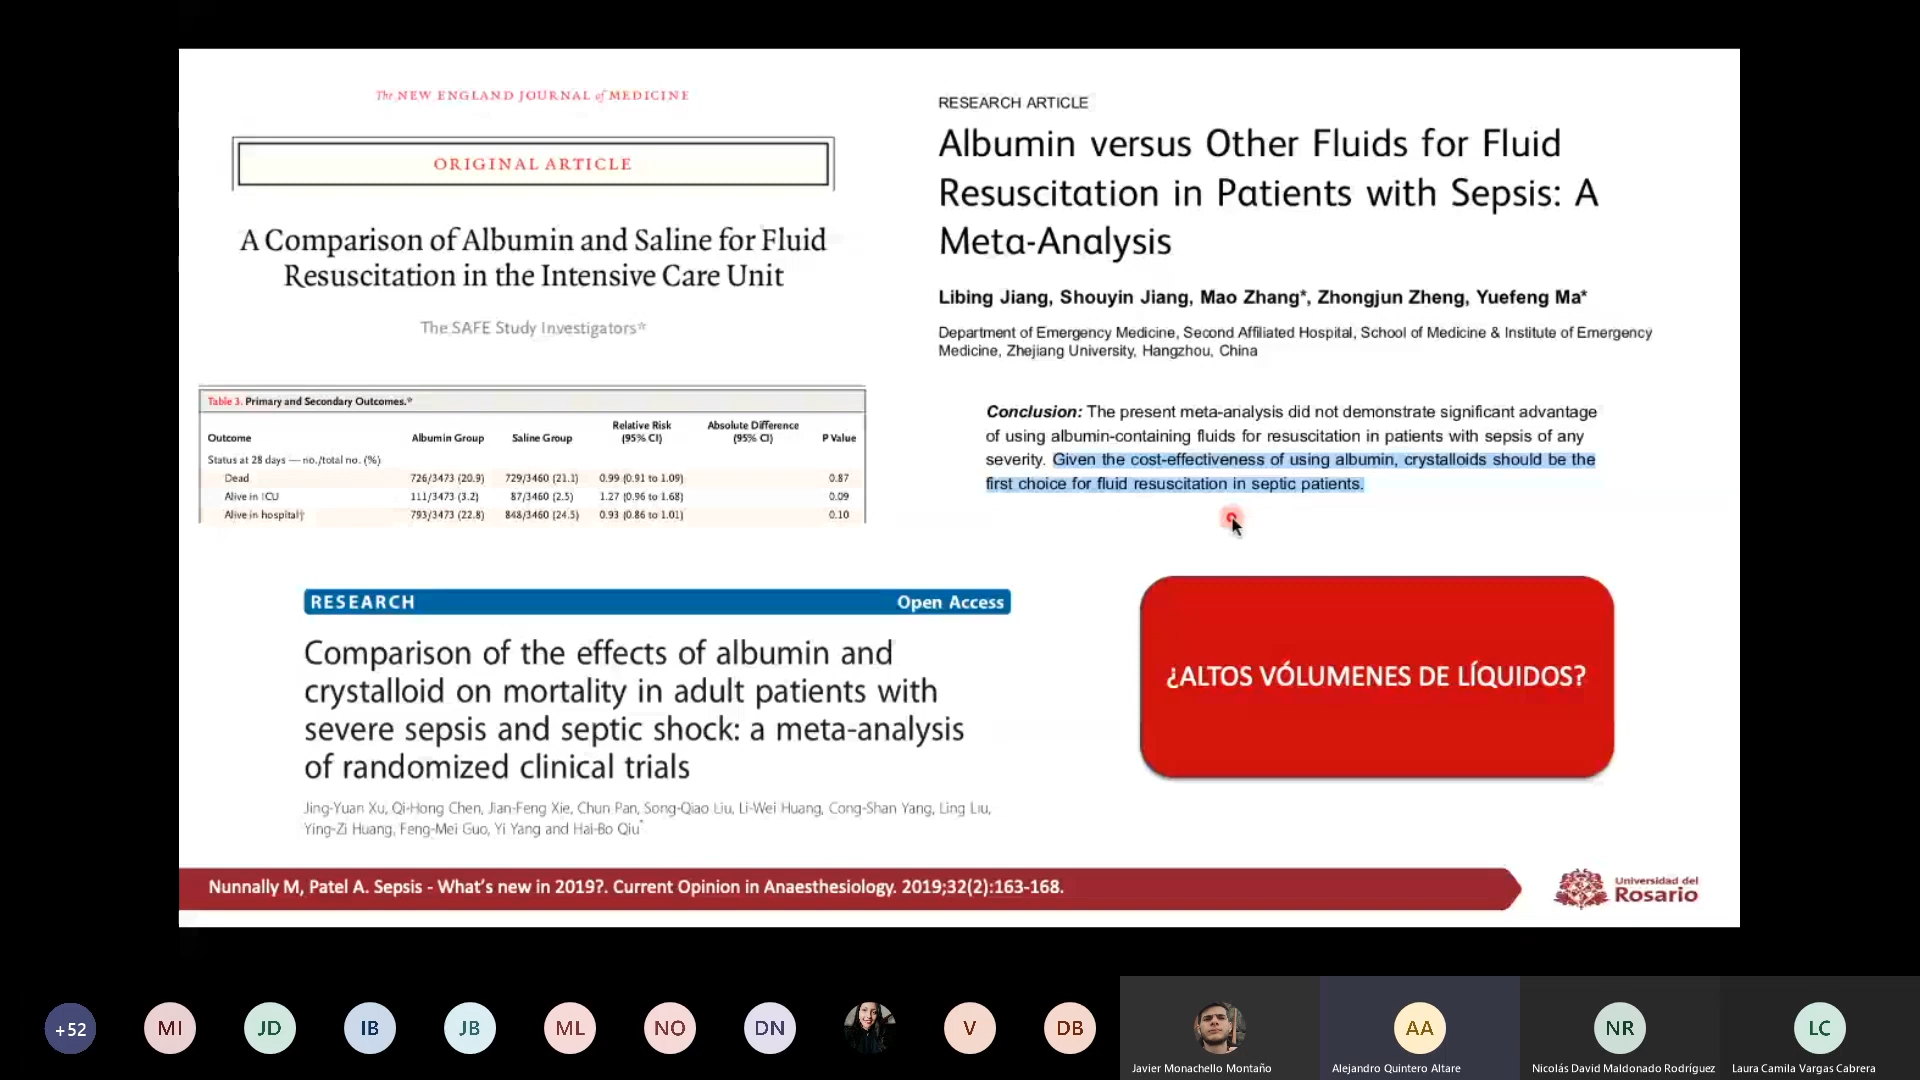 The NEW ENGLAND JOURNAL of MEDICINE
ORIGINAL ARTICLE
A Comparison of Albumin and Saline for Fluid
Resuscitation in the Intensive Care Unit
The SAFE Study Investigators*
Table 3. Primary and Secondary Outcomes.*
Outcome Albumin Group Saline Group Relative Risk (95% CI) Absolute Difference (95% CI) P Value
Status at 28 days — no./total no. (%)
Dead 726/3473 (20.9) 729/3460 (21.1) 0.99 (0.91 to 1.09) 0.87
Alive in ICU 111/3473 (3.2) 87/3460 (2.5) 1.27 (0.96 to 1.68) 0.09
Alive in hospital† 793/3473 (22.8) 848/3460 (24.5) 0.93 (0.86 to 1.01) 0.10
RESEARCH ARTICLE
Albumin versus Other Fluids for Fluid
Resuscitation in Patients with Sepsis: A
Meta-Analysis
Libing Jiang, Shouyin Jiang, Mao Zhang*, Zhongjun Zheng, Yuefeng Ma*
Department of Emergency Medicine, Second Affiliated Hospital, School of Medicine & Institute of Emergency
Medicine, Zhejiang University, Hangzhou, China
Conclusion: The present meta-analysis did not demonstrate significant advantage
of using albumin-containing fluids for resuscitation in patients with sepsis of any
severity. Given the cost-effectiveness of using albumin, crystalloids should be the
first choice for fluid resuscitation in septic patients.
RESEARCH Open Access
Comparison of the effects of albumin and
crystalloid on mortality in adult patients with
severe sepsis and septic shock: a meta-analysis
of randomized clinical trials
Jing-Yuan Xu, Qi-Hong Chen, Jian-Feng Xie, Chun Pan, Song-Qiao Liu, Li-Wei Huang, Cong-Shan Yang, Ling Liu,
Ying-Zi Huang, Feng-Mei Guo, Yi Yang and Hai-Bo Qiu*
¿ALTOS VÓLUMENES DE LÍQUIDOS?
Nunnally M, Patel A. Sepsis - What's new in 2019?. Current Opinion in Anaesthesiology. 2019;32(2):163-168.
Universidad del
Rosario
+52 MI JD IB JB ML NO DN V DB AA NR LC
Javier Monachello Montaño Alejandro Quintero Altare Nicolás David Maldonado Rodríguez Laura Camila Vargas Cabrera